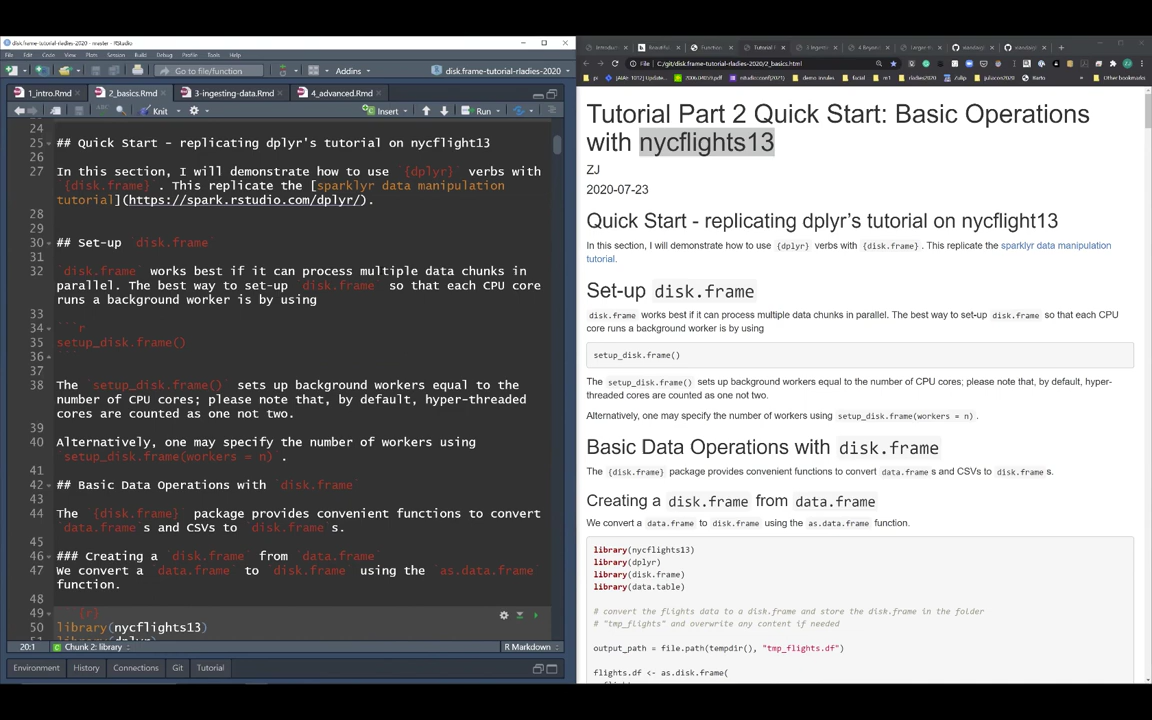 disk.frame-tutorial-rladies-2020 - master - RStudio
File Edit Code View Plots Session Build Debug Profile Tools Help
Go to file/function
Addins
disk.frame-tutorial-rladies-2020
1_intro.Rmd
2_basics.Rmd
3-ingesting-data.Rmd
4_advanced.Rmd
Knit
Insert
Run
24
25 ## Quick Start - replicating dplyr's tutorial on nycflight13
26
27 In this section, I will demonstrate how to use `{dplyr}` verbs with
`{disk.frame}`. This replicate the [sparklyr data manipulation
tutorial](https://spark.rstudio.com/dplyr/).
28
29
30 ## Set-up `disk.frame`
31
32 `disk.frame` works best if it can process multiple data chunks in
parallel. The best way to set-up `disk.frame` so that each CPU core
runs a background worker is by using
33
34 ```r
35 setup_disk.frame()
36 ```
37
38 The `setup_disk.frame()` sets up background workers equal to the
number of CPU cores; please note that, by default, hyper-threaded
cores are counted as one not two.
39
40 Alternatively, one may specify the number of workers using
`setup_disk.frame(workers = n)`.
41
42 ## Basic Data Operations with `disk.frame`
43
44 The `{disk.frame}` package provides convenient functions to convert
`data.frame`s and CSVs to `disk.frame`s.
45
46 ### Creating a `disk.frame` from `data.frame`
47 We convert a `data.frame` to `disk.frame` using the `as.data.frame`
function.
48
49 {r}
50 library(nycflights13)
20:1
Chunk 2: library
R Markdown
Environment
History
Connections
Git
Tutorial
C:/git/disk.frame-tutorial-rladies-2020/2_basics.html
Other bookmarks
Tutorial Part 2 Quick Start: Basic Operations
with nycflights13
ZJ
2020-07-23
Quick Start - replicating dplyr's tutorial on nycflight13
In this section, I will demonstrate how to use {dplyr} verbs with {disk.frame}. This replicate the sparklyr data manipulation
tutorial.
Set-up disk.frame
disk.frame works best if it can process multiple data chunks in parallel. The best way to set-up disk.frame so that each CPU
core runs a background worker is by using
setup_disk.frame()
The setup_disk.frame() sets up background workers equal to the number of CPU cores; please note that, by default, hyper-
threaded cores are counted as one not two.
Alternatively, one may specify the number of workers using setup_disk.frame(workers = n).
Basic Data Operations with disk.frame
The {disk.frame} package provides convenient functions to convert data.frame s and CSVs to disk.frame s.
Creating a disk.frame from data.frame
We convert a data.frame to disk.frame using the as.data.frame function.
library(nycflights13)
library(dplyr)
library(disk.frame)
library(data.table)
# convert the flights data to a disk.frame and store the disk.frame in the folder
# "tmp_flights" and overwrite any content if needed
output_path = file.path(tempdir(), "tmp_flights.df")
flights.df <- as.disk.frame(